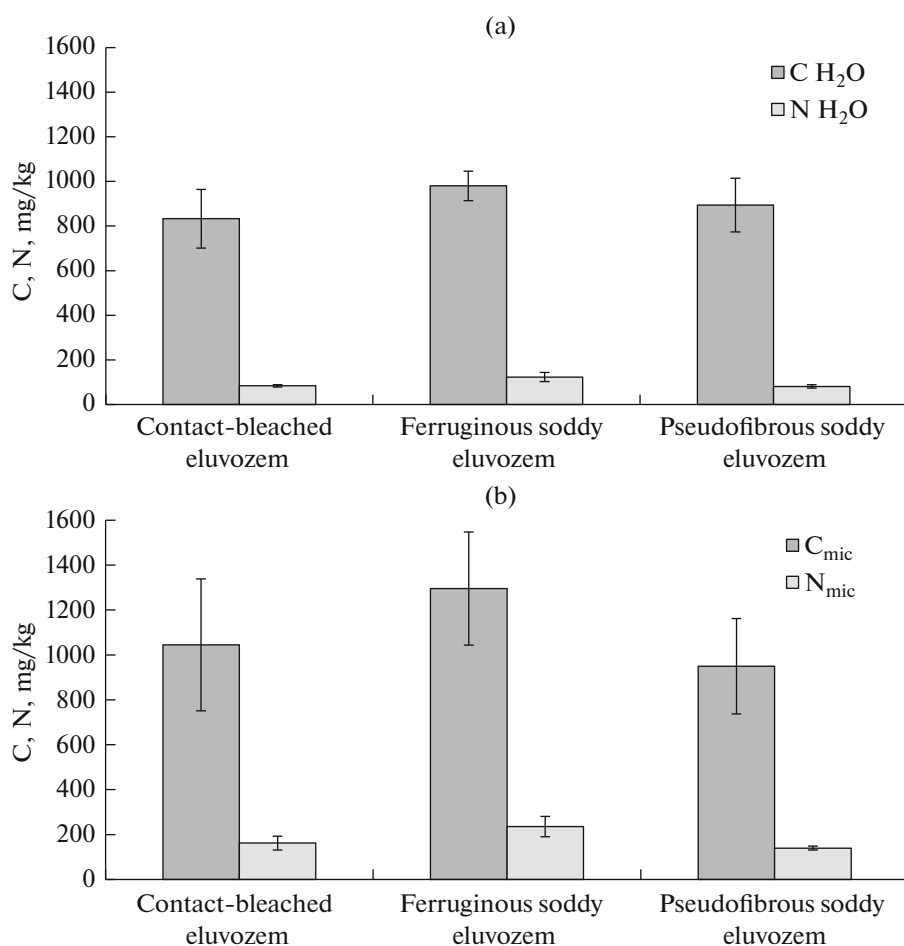 (a)
1600
1400
1200
1000
800
600
400
200
0
C, N, mg/kg
C H₂O
N H₂O
Contact-bleached
eluvozem
Ferruginous soddy
eluvozem
Pseudofibrous soddy
eluvozem
(b)
1600
1400
1200
1000
800
600
400
200
0
C, N, mg/kg
Cmic
Nmic
Contact-bleached
eluvozem
Ferruginous soddy
eluvozem
Pseudofibrous soddy
eluvozem